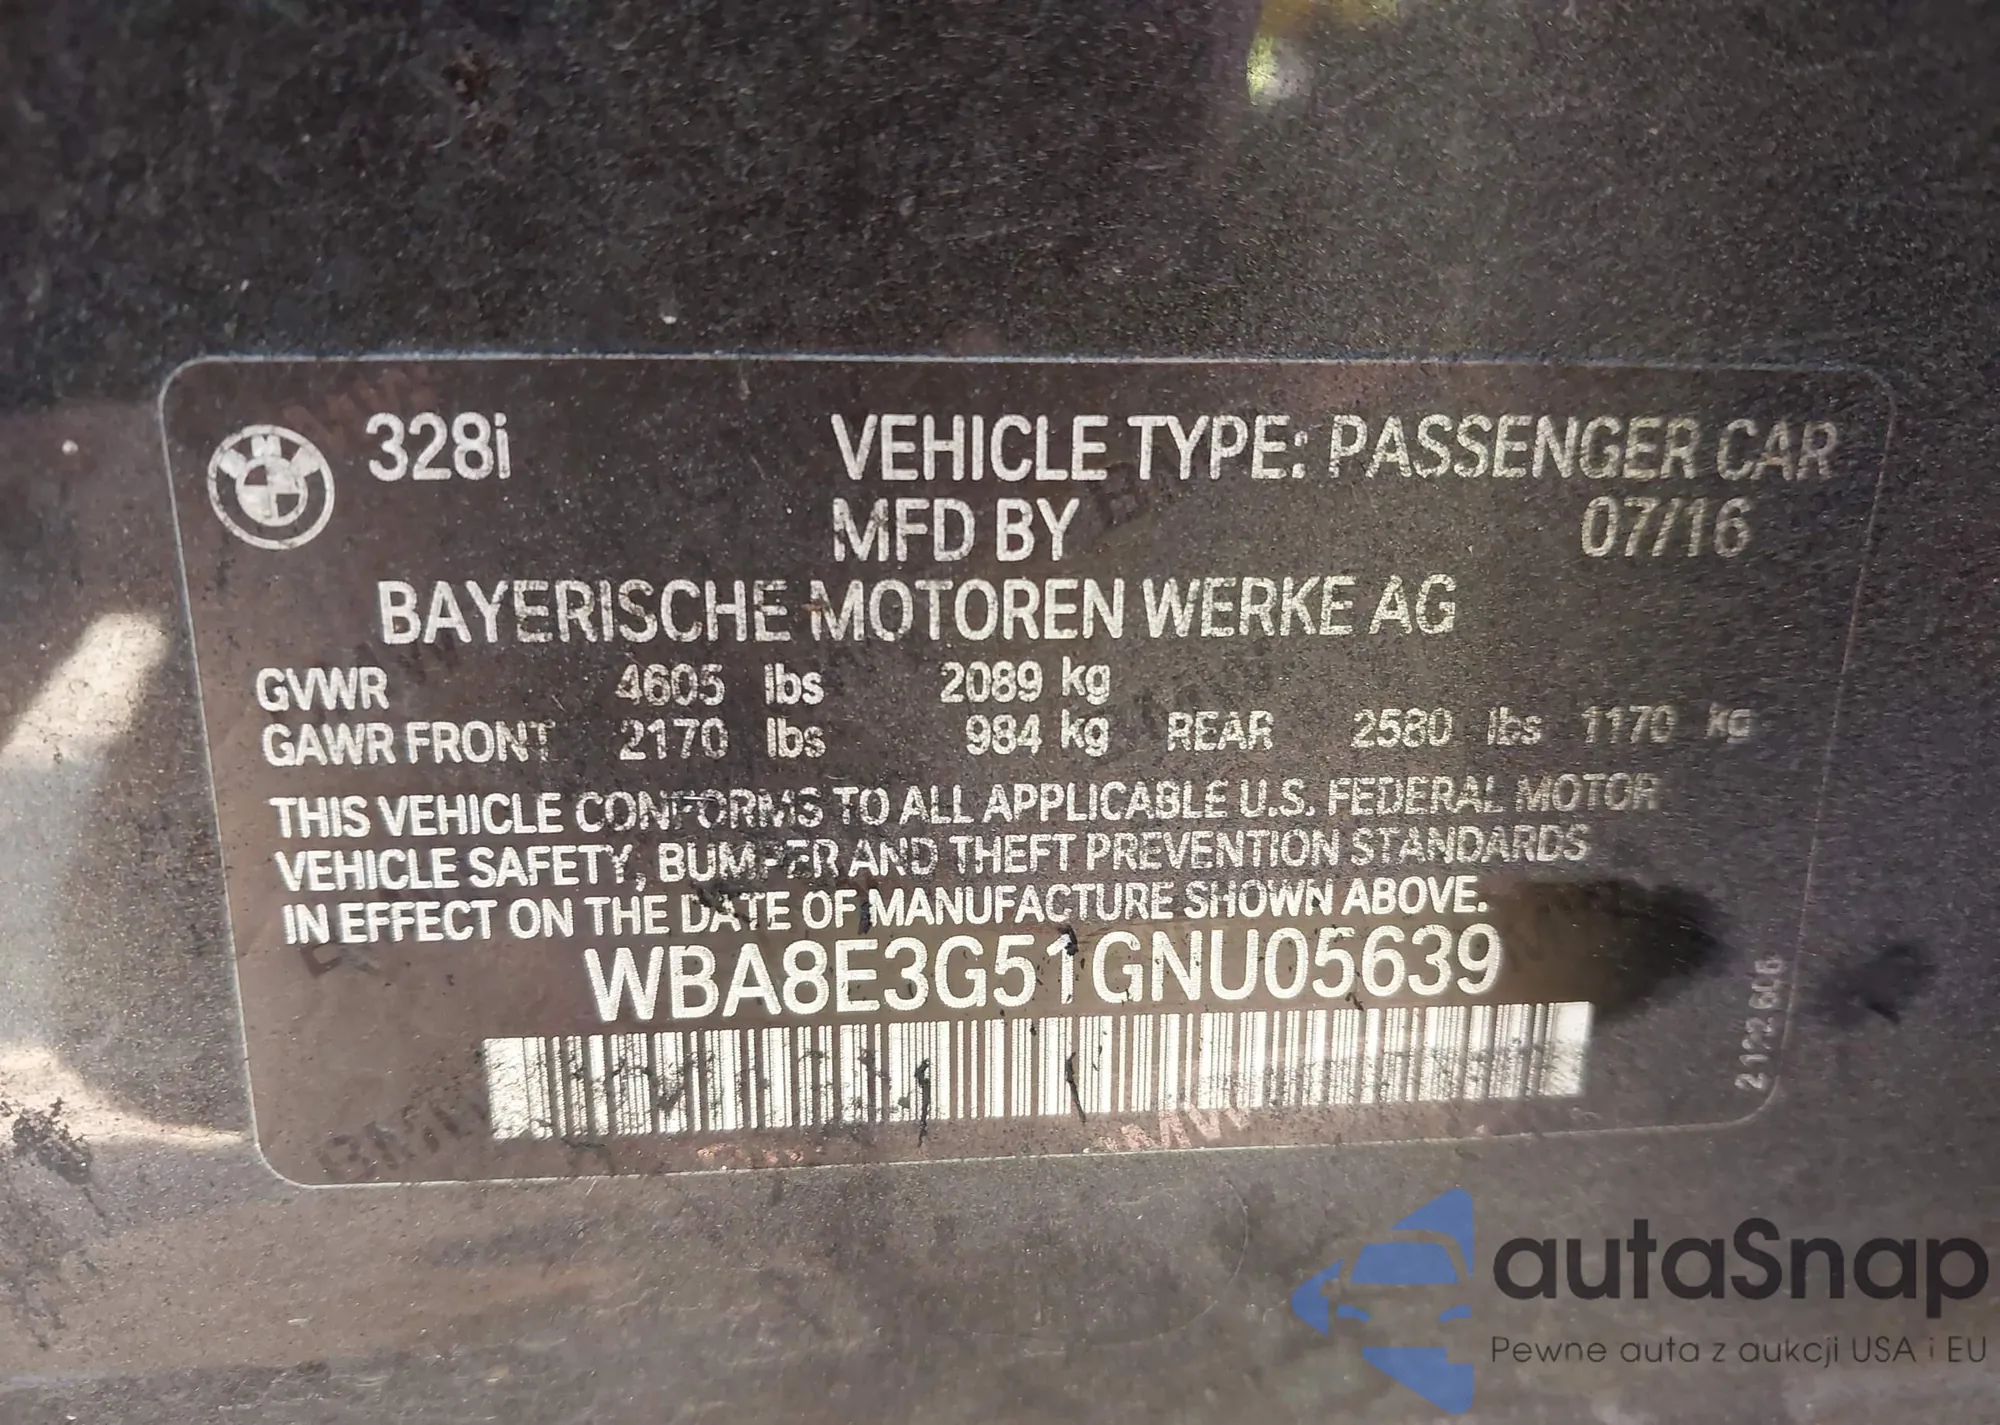 328i VEHICLE TYPE: PASSENGER CAR
MFD BY 07/16
BAYERISCHE MOTOREN WERKE AG
GVWR 4605 lbs 2089 kg
GAWR FRONT 2170 lbs 984 kg REAR 2580 lbs 1170 kg
THIS VEHICLE CONFORMS TO ALL APPLICABLE U.S. FEDERAL MOTOR
VEHICLE SAFETY, BUMPER AND THEFT PREVENTION STANDARDS
IN EFFECT ON THE DATE OF MANUFACTURE SHOWN ABOVE.
WBA8E3G51GNU05639
2 122 606
autaSnap
Pewne auta z aukcji USA i EU